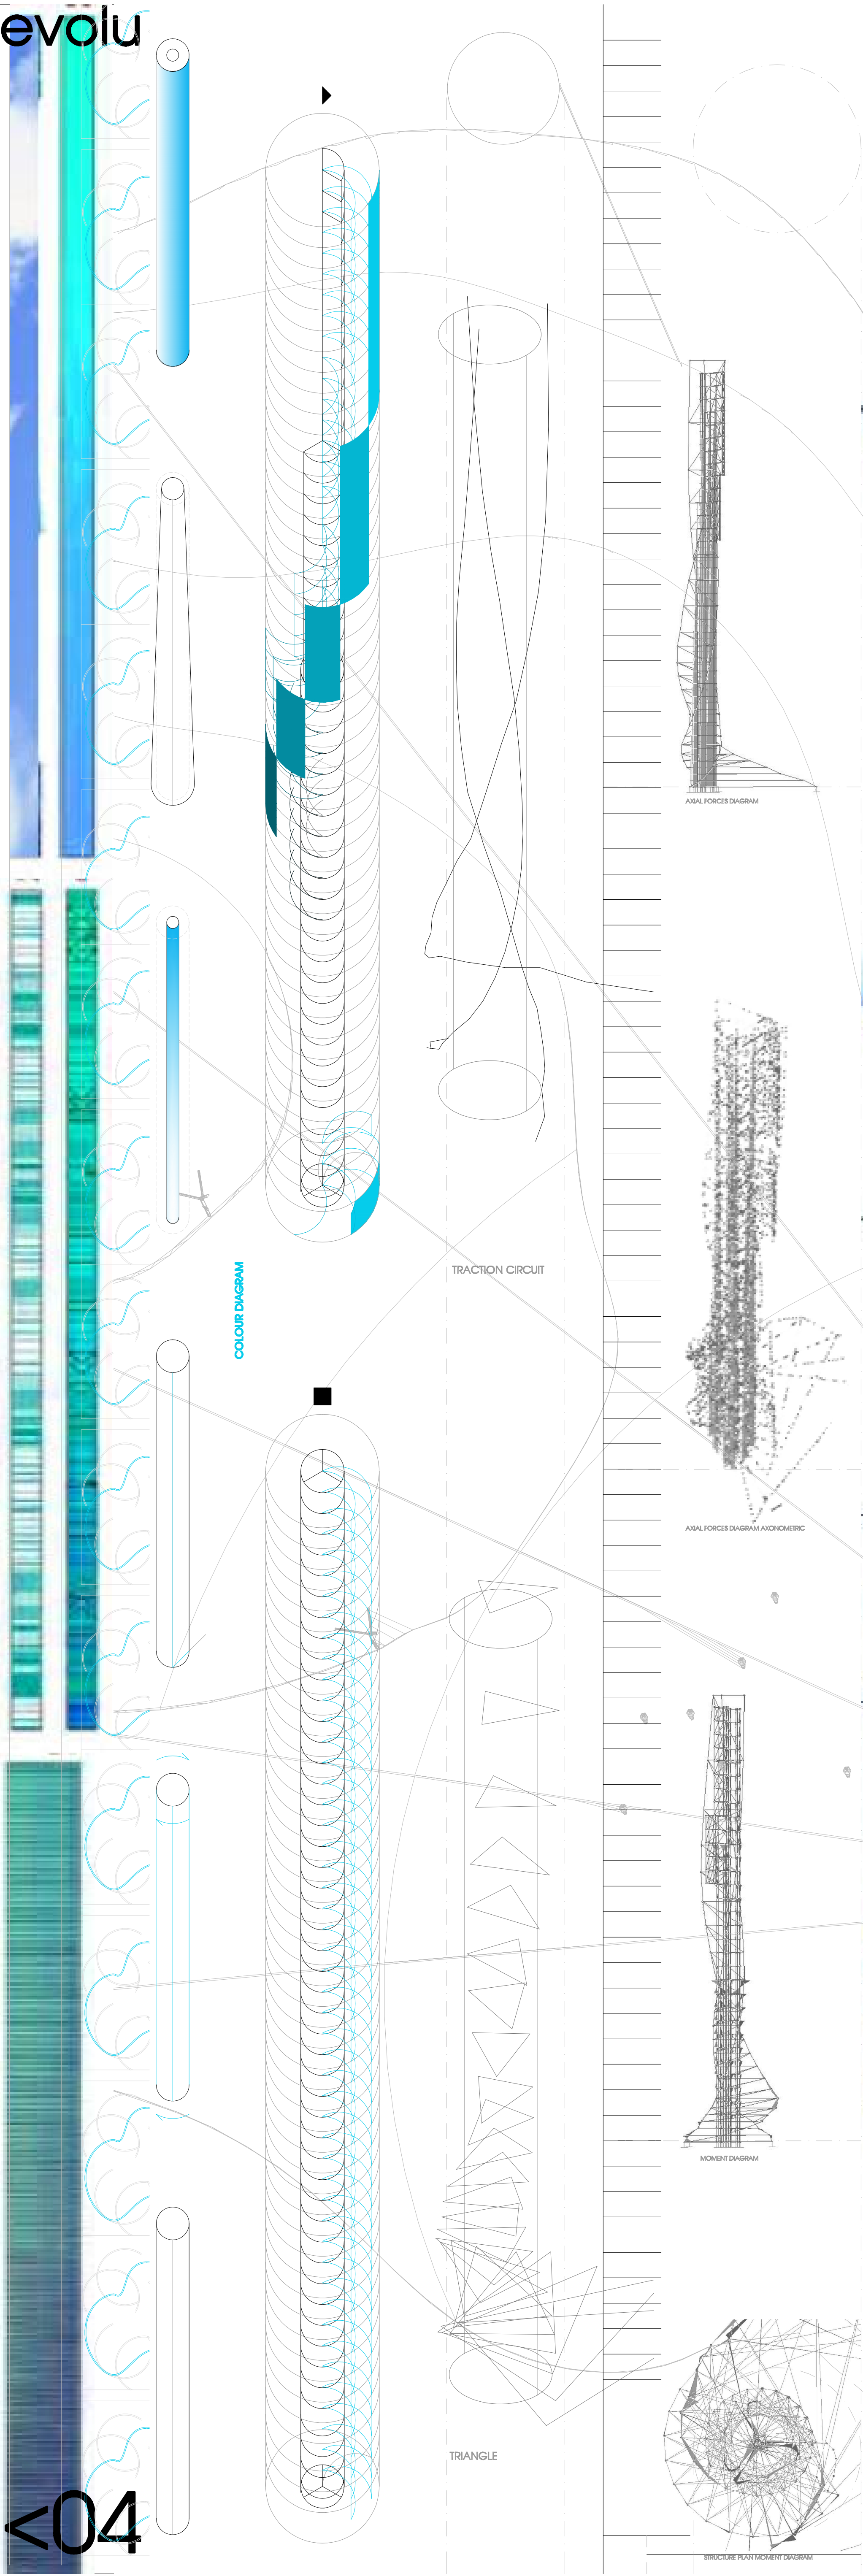 evolu
AXIAL FORCES DIAGRAM
COLOUR DIAGRAM
TRACTION CIRCUIT
AXIAL FORCES DIAGRAM AXONOMETRIC
MOMENT DIAGRAM
TRIANGLE
<04
STRUCTURE PLAN MOMENT DIAGRAM